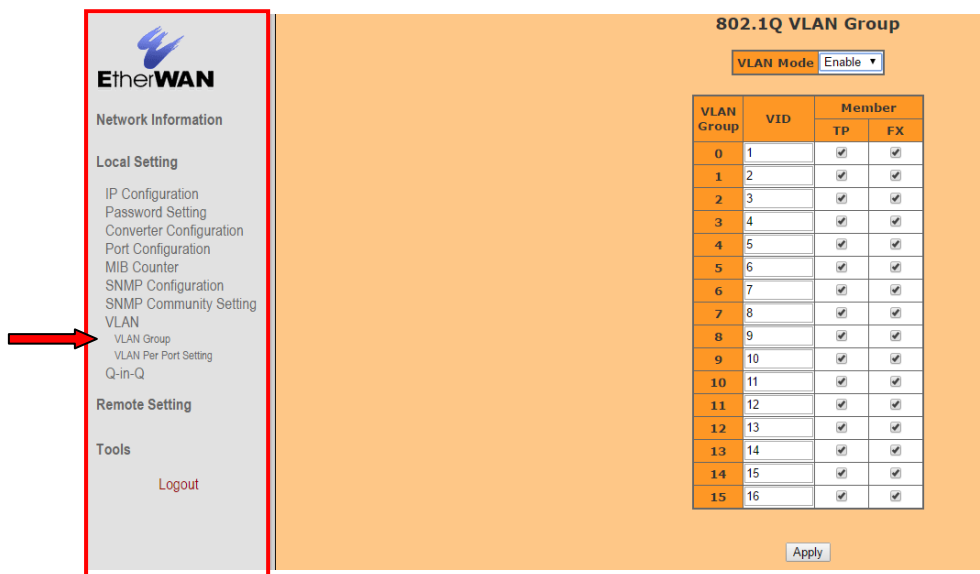 EtherWAN
Network Information
Local Setting
IP Configuration
Password Setting
Converter Configuration
Port Configuration
MIB Counter
SNMP Configuration
SNMP Community Setting
VLAN
VLAN Group
VLAN Per Port Setting
Q-in-Q
Remote Setting
Tools
Logout
802.1Q VLAN Group
VLAN Mode Enable
VLAN Group VID Member
TP FX
0 1
1 2
2 3
3 4
4 5
5 6
6 7
7 8
8 9
9 10
10 11
11 12
12 13
13 14
14 15
15 16
Apply